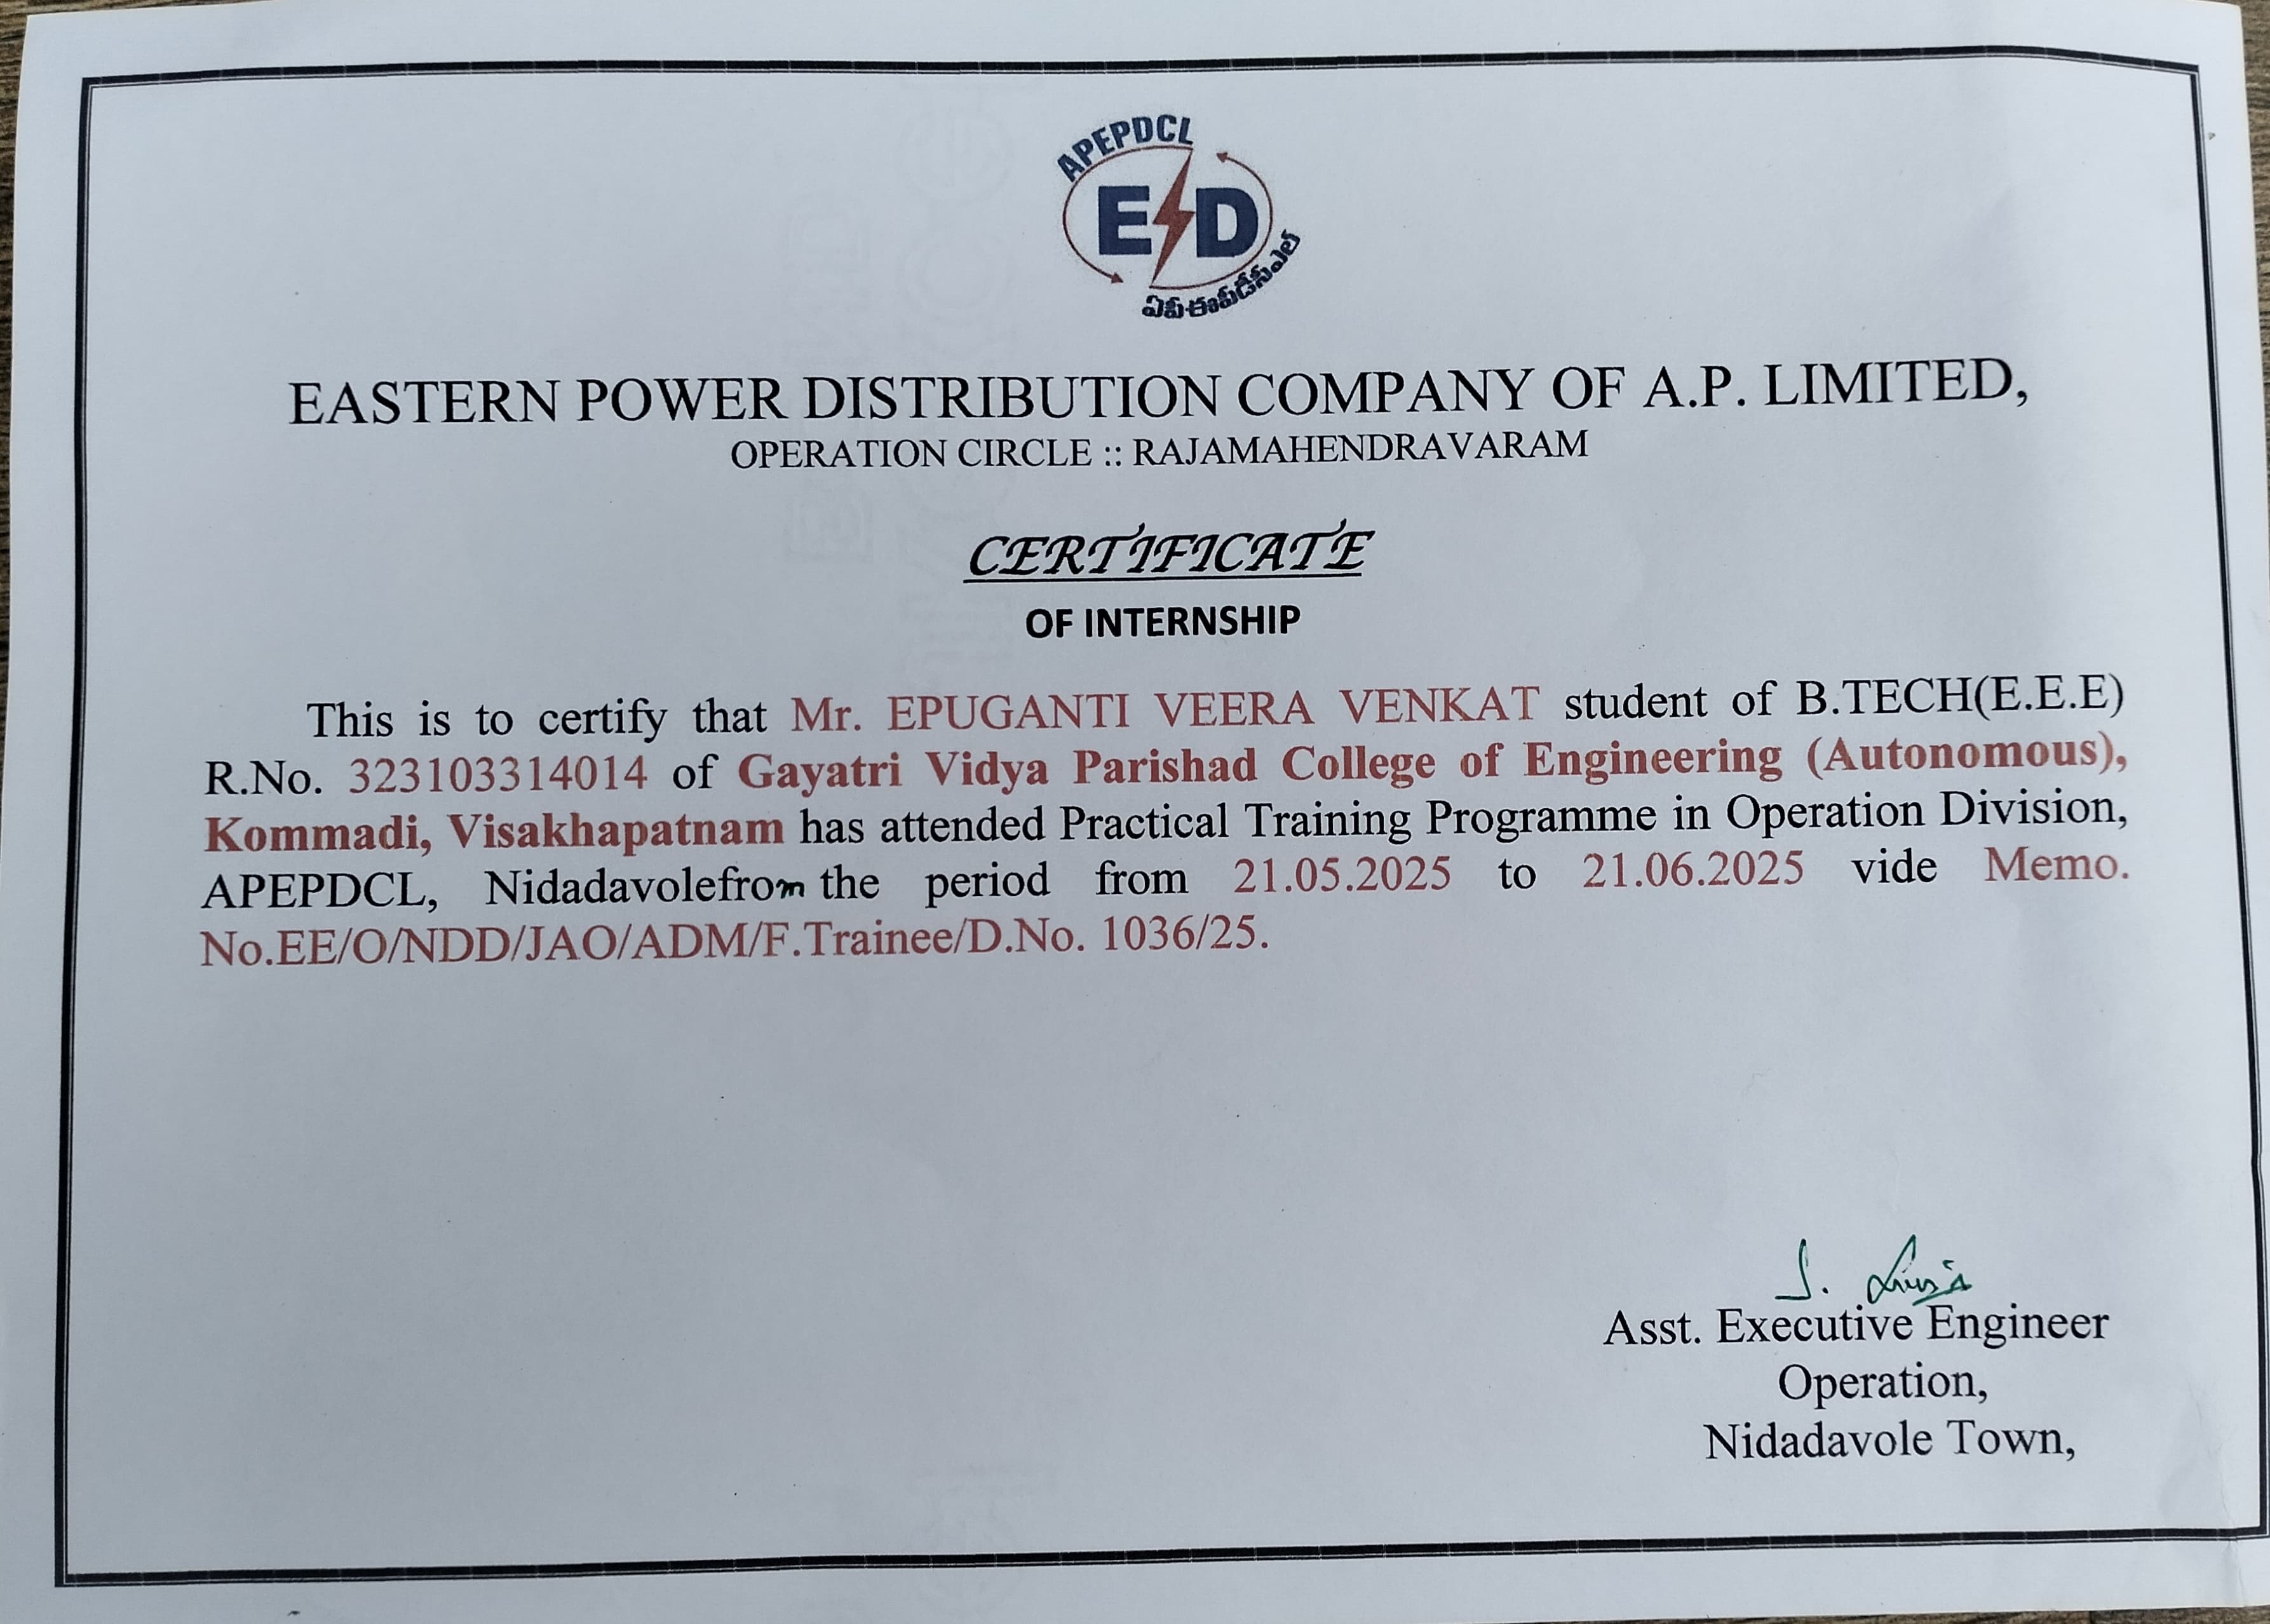 APEPDCL
E D
ఏపీఈపీడీసీఎల్
EASTERN POWER DISTRIBUTION COMPANY OF A.P. LIMITED,
OPERATION CIRCLE :: RAJAMAHENDRAVARAM
CERTIFICATE
OF INTERNSHIP
This is to certify that Mr. EPUGANTI VEERA VENKAT student of B.TECH(E.E.E)
R.No. 323103314014 of Gayatri Vidya Parishad College of Engineering (Autonomous),
Kommadi, Visakhapatnam has attended Practical Training Programme in Operation Division,
APEPDCL, Nidadavolefrom the period from 21.05.2025 to 21.06.2025 vide Memo.
No.EE/O/NDD/JAO/ADM/F.Trainee/D.No. 1036/25.
Asst. Executive Engineer
Operation,
Nidadavole Town,